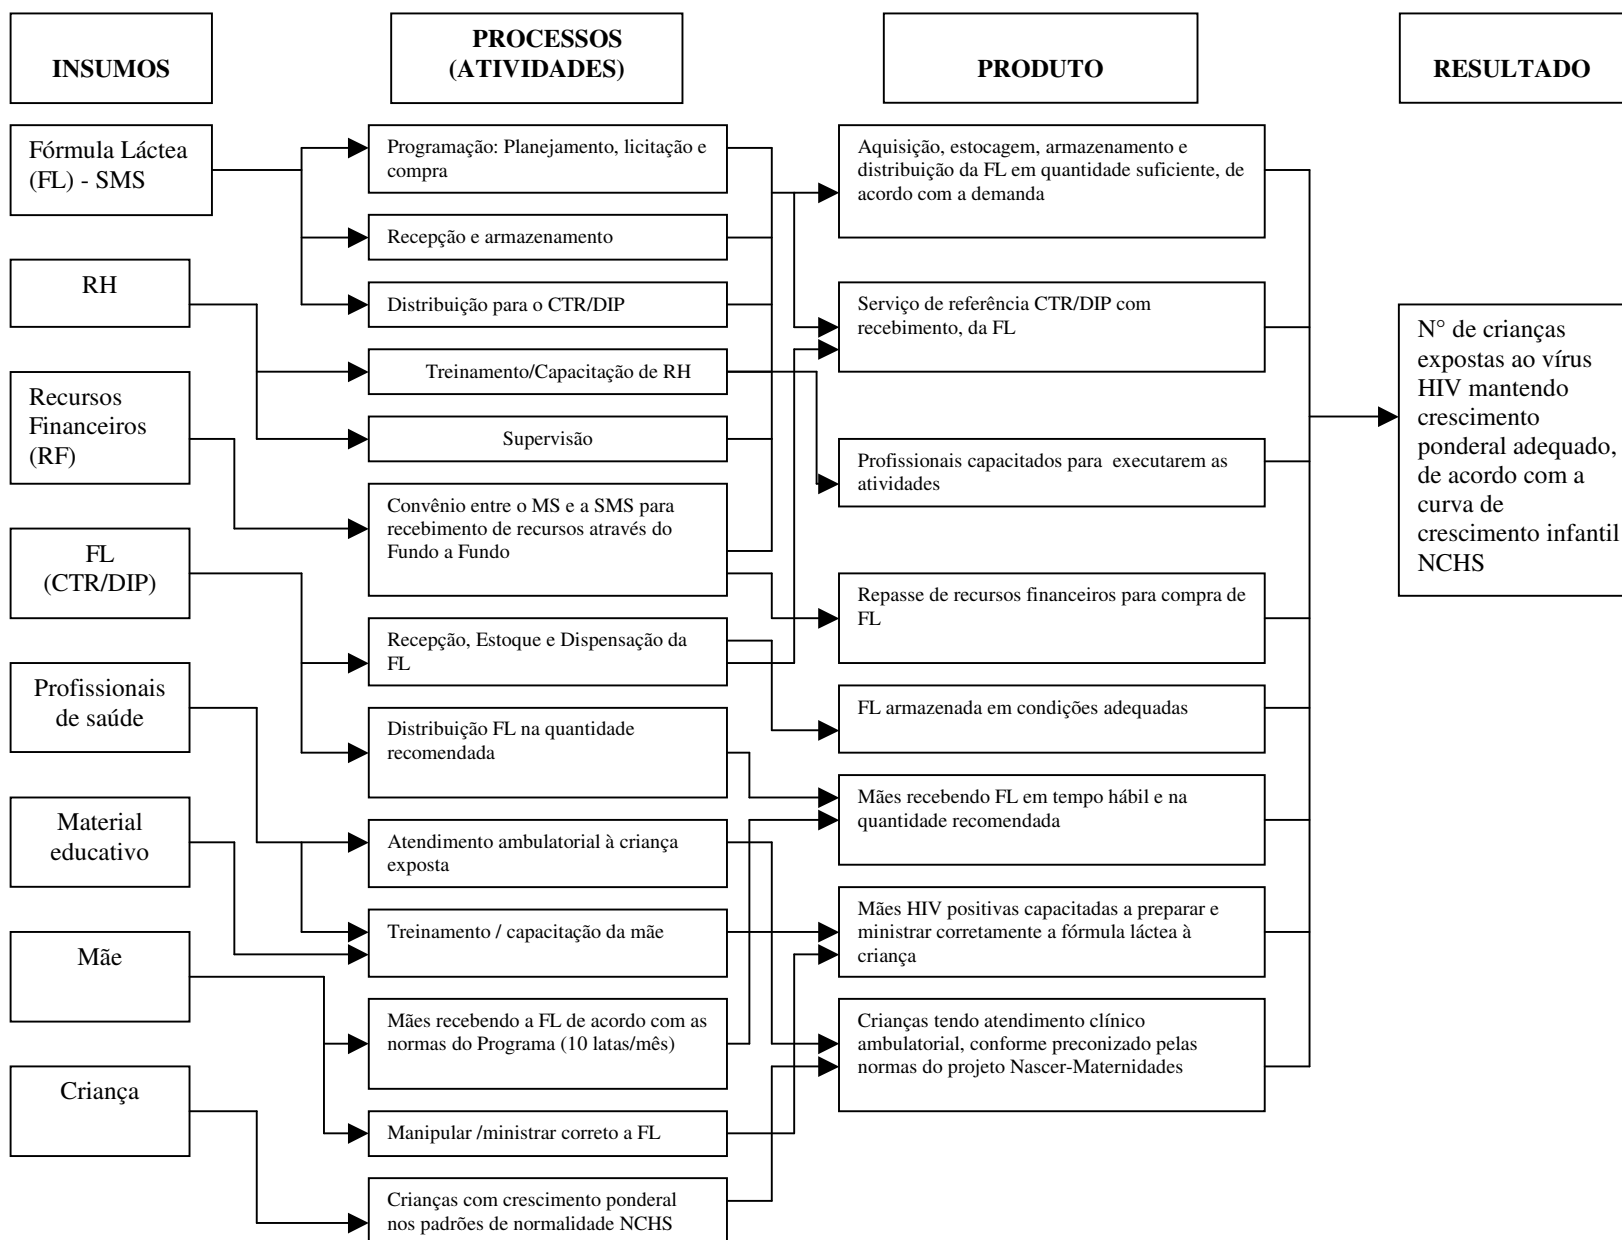 INSUMOS
PROCESSOS
(ATIVIDADES)
PRODUTO
RESULTADO
Fórmula Láctea
(FL) - SMS
RH
Recursos
Financeiros
(RF)
FL
(CTR/DIP)
Profissionais
de saúde
Material
educativo
Mãe
Criança
Programação: Planejamento, licitação e
compra
Recepção e armazenamento
Distribuição para o CTR/DIP
Treinamento/Capacitação de RH
Supervisão
Convênio entre o MS e a SMS para
recebimento de recursos através do
Fundo a Fundo
Recepção, Estoque e Dispensação da
FL
Distribuição FL na quantidade
recomendada
Atendimento ambulatorial à criança
exposta
Treinamento / capacitação da mãe
Mães recebendo a FL de acordo com as
normas do Programa (10 latas/mês)
Manipular /ministrar correto a FL
Crianças com crescimento ponderal
nos padrões de normalidade NCHS
Aquisição, estocagem, armazenamento e
distribuição da FL em quantidade suficiente, de
acordo com a demanda
Serviço de referência CTR/DIP com
recebimento, da FL
Profissionais capacitados para executarem as
atividades
Repasse de recursos financeiros para compra de
FL
FL armazenada em condições adequadas
Mães recebendo FL em tempo hábil e na
quantidade recomendada
Mães HIV positivas capacitadas a preparar e
ministrar corretamente a fórmula láctea à
criança
Crianças tendo atendimento clínico
ambulatorial, conforme preconizado pelas
normas do projeto Nascer-Maternidades
N° de crianças
expostas ao vírus
HIV mantendo
crescimento
ponderal adequado,
de acordo com a
curva de
crescimento infantil
NCHS